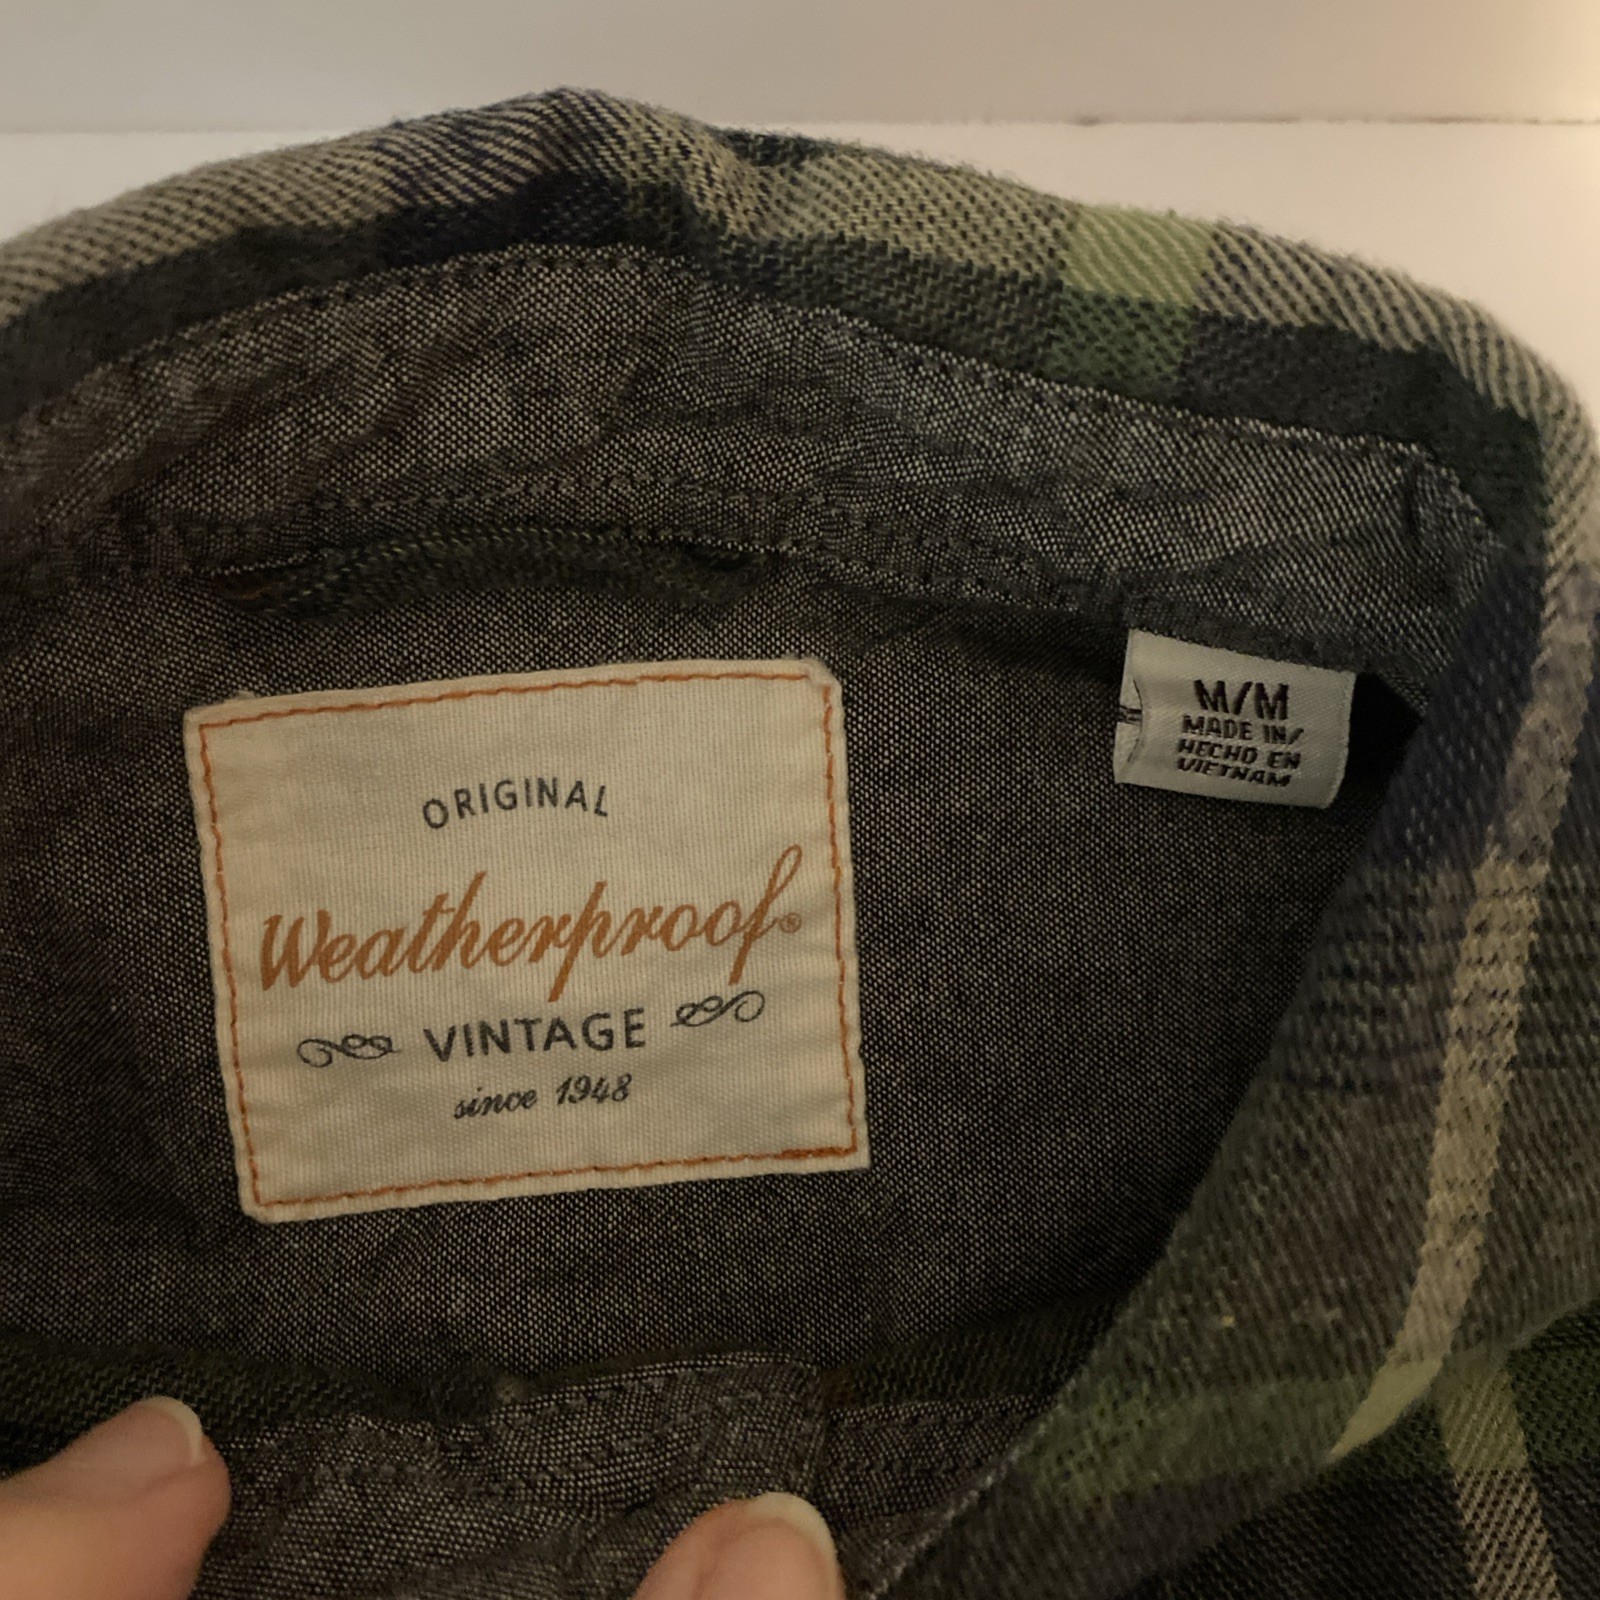 ORIGINAL
Weatherproof®
VINTAGE
since 1948
M/M
MADE IN/
HECHO EN
VIETNAM